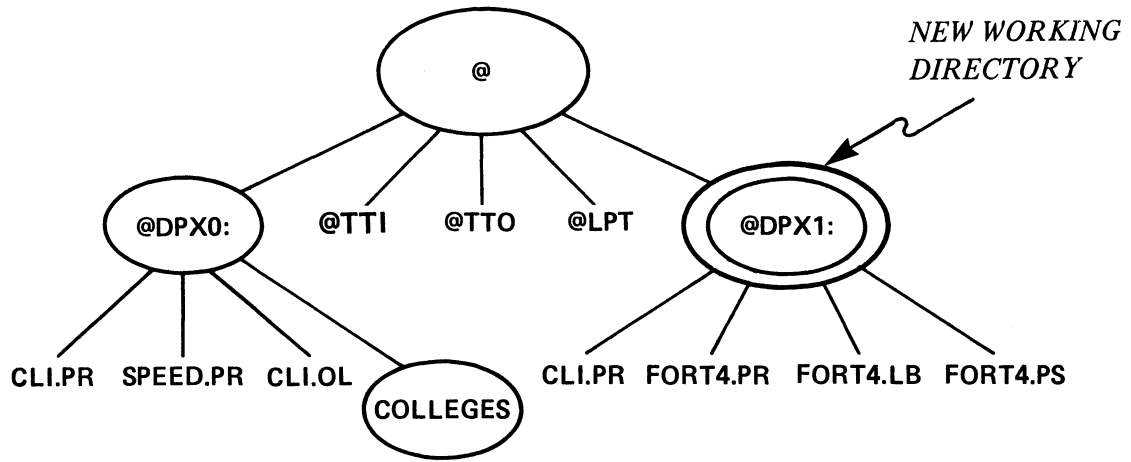 NEW WORKING
DIRECTORY
@
@DPX0:
@TTI
@TTO
@LPT
@DPX1:
CLI.PR
SPEED.PR
CLI.OL
COLLEGES
CLI.PR
FORT4.PR
FORT4.LB
FORT4.PS